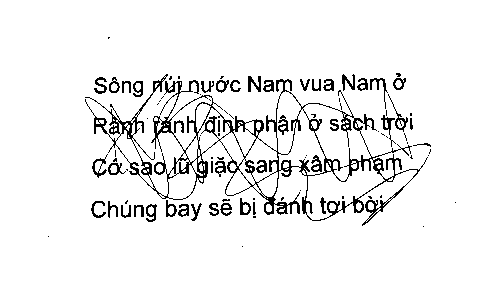 Sông núi nước Nam vua Nam ở
Rành rành định phận ở sách trời
Cớ sao lũ giặc sang xâm phạm
Chúng bay sẽ bị đánh tơi bời